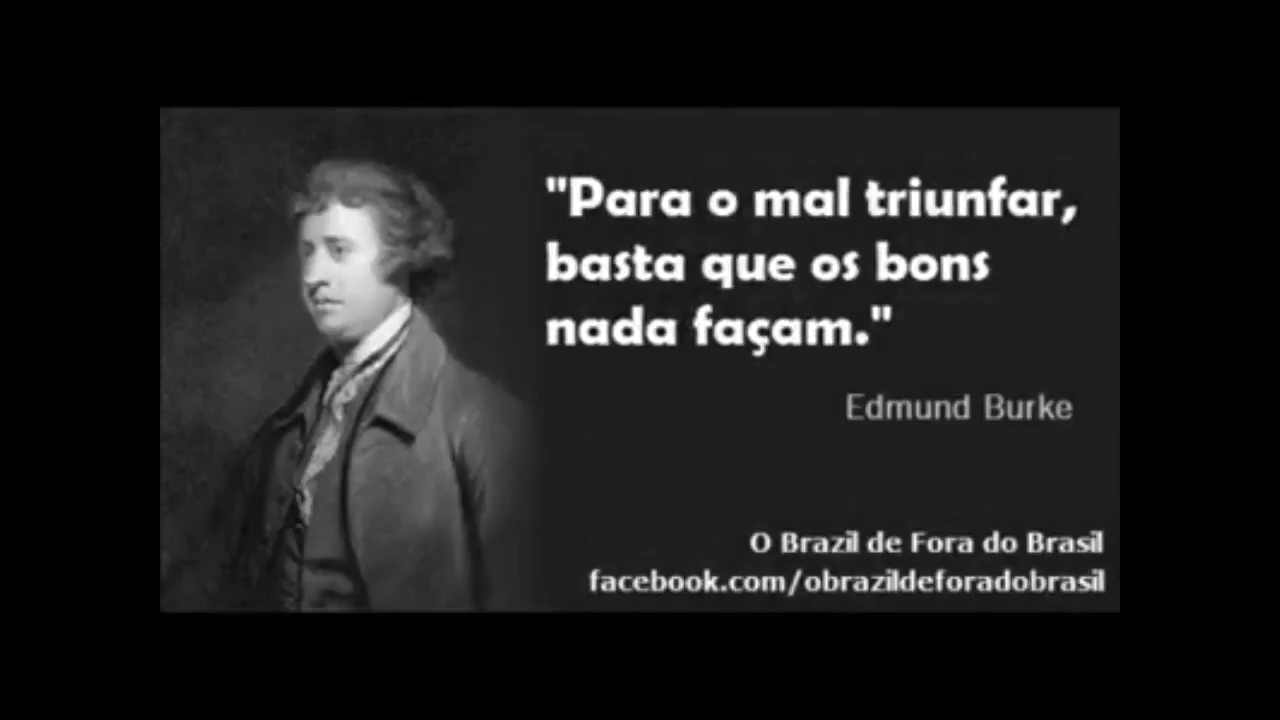 "Para o mal triunfar,
basta que os bons
nada façam."
Edmund Burke
O Brazil de Fora do Brasil
facebook.com/obrazildeforadobrasil